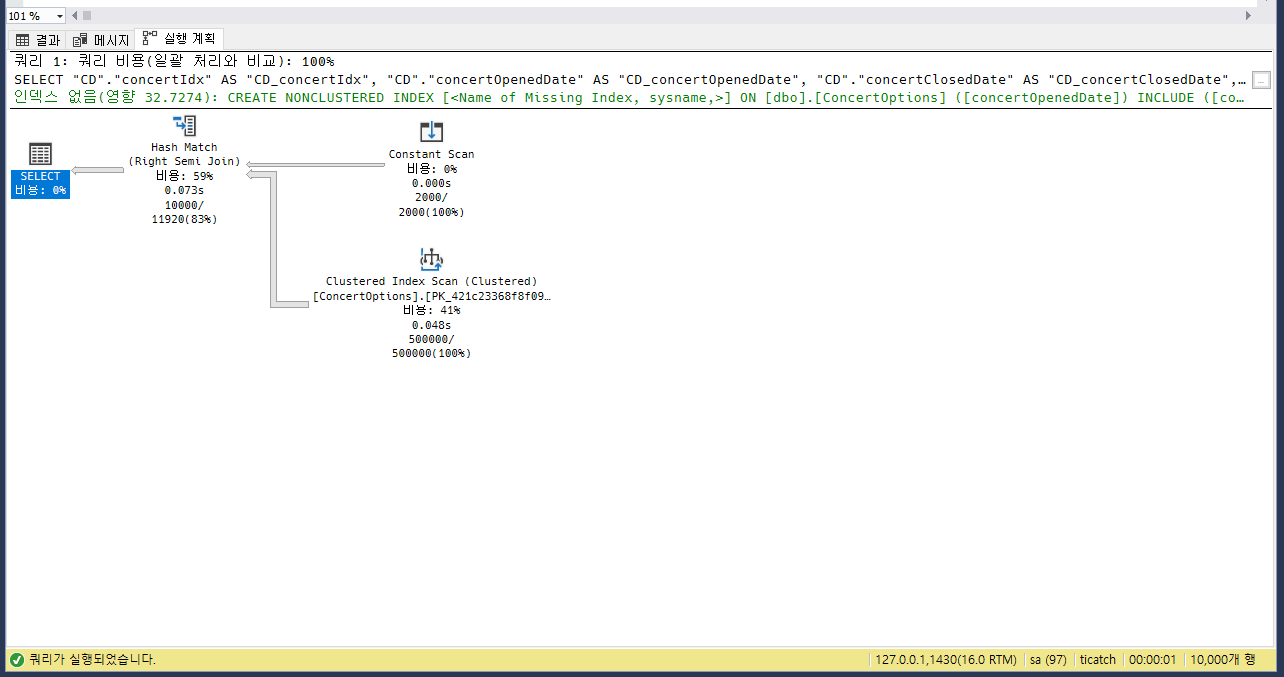 101 %
결과 메시지 실행 계획
쿼리 1: 쿼리 비용(일괄 처리와 비교): 100%
SELECT "CD"."concertIdx" AS "CD_concertIdx", "CD"."concertOpenedDate" AS "CD_concertOpenedDate", "CD"."concertClosedDate" AS "CD_concertClosedDate",…
인덱스 없음(영향 32.7274): CREATE NONCLUSTERED INDEX [<Name of Missing Index, sysname,>] ON [dbo].[ConcertOptions] ([concertOpenedDate]) INCLUDE ([co…
SELECT
비용: 0%
Hash Match
(Right Semi Join)
비용: 59%
0.073s
10000/
11920(83%)
Constant Scan
비용: 0%
0.000s
2000/
2000(100%)
Clustered Index Scan (Clustered)
[ConcertOptions].[PK_421c23368f8f09…
비용: 41%
0.048s
500000/
500000(100%)
쿼리가 실행되었습니다.
127.0.0.1,1430(16.0 RTM) sa (97) ticatch 00:00:01 10,000개 행